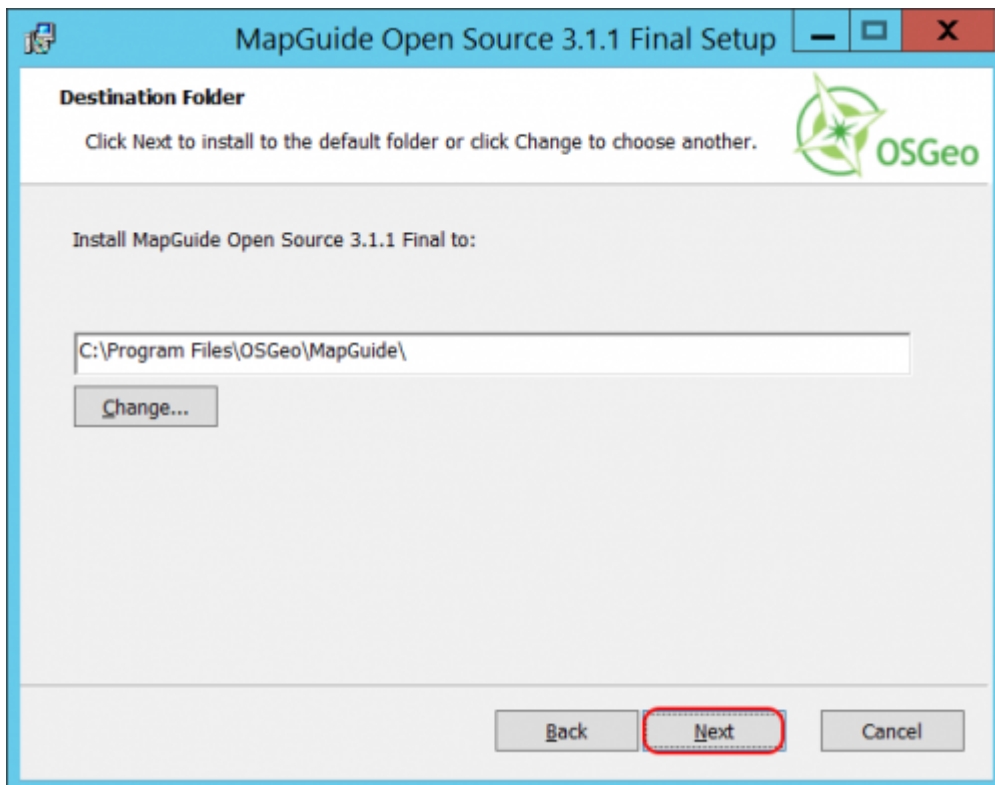 MapGuide Open Source 3.1.1 Final Setup
Destination Folder
Click Next to install to the default folder or click Change to choose another.
OSGeo
Install MapGuide Open Source 3.1.1 Final to:
C:\Program Files\OSGeo\MapGuide\
Change...
Back Next Cancel